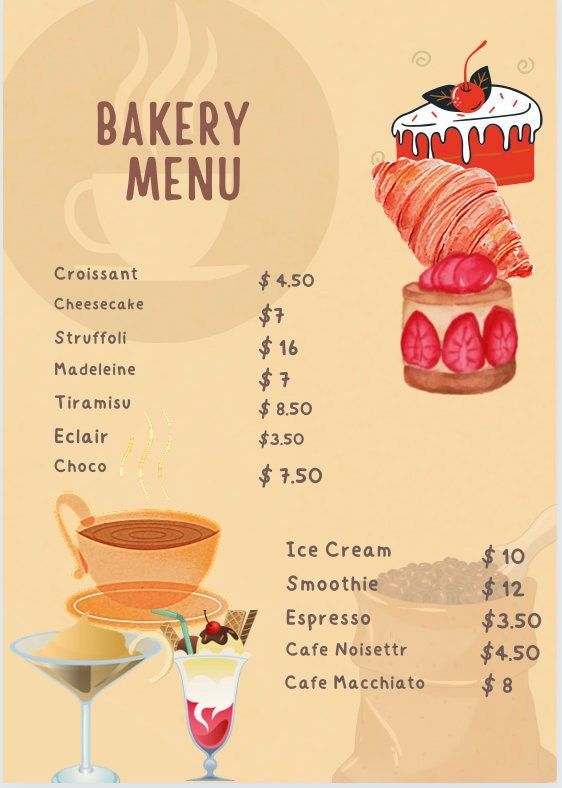 BAKERY
MENU
Croissant $ 4.50
Cheesecake $7
Struffoli $ 16
Madeleine $ 7
Tiramisu $ 8.50
Eclair $3.50
Choco $ 7.50
Ice Cream $ 10
Smoothie $ 12
Espresso $3.50
Cafe Noisettr $4.50
Cafe Macchiato $ 8